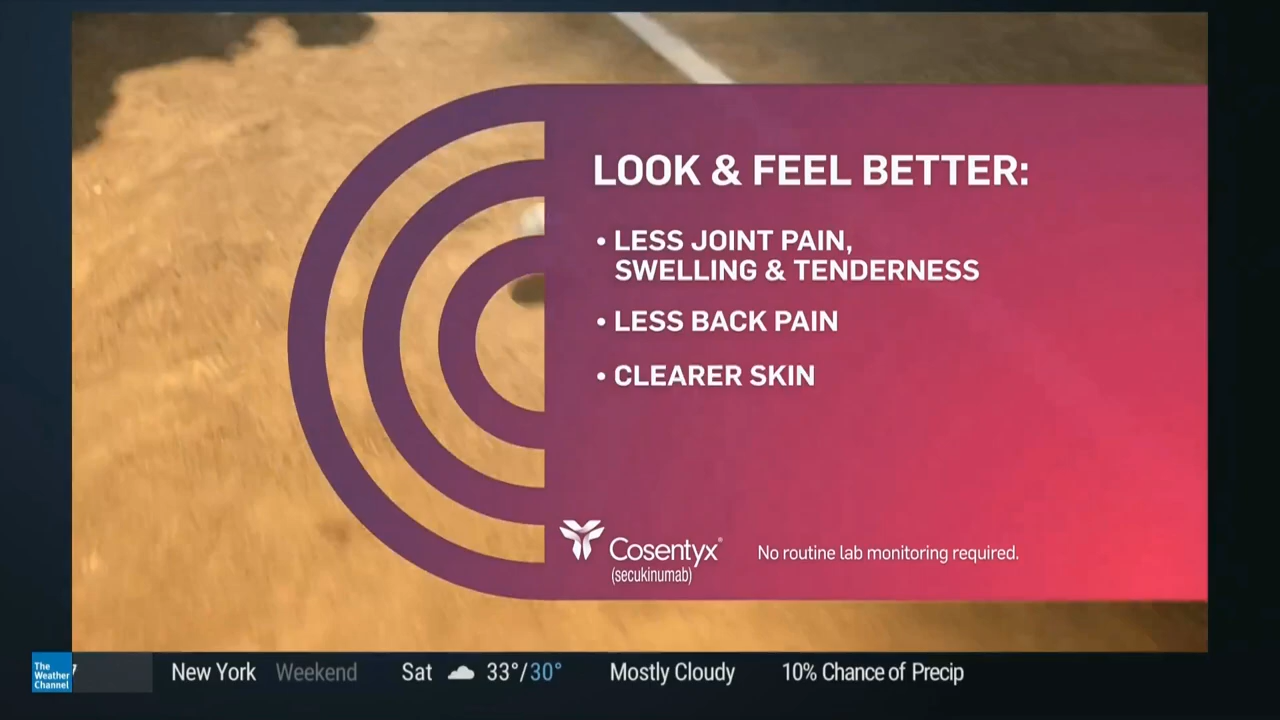 LOOK & FEEL BETTER:
• LESS JOINT PAIN,
SWELLING & TENDERNESS
• LESS BACK PAIN
• CLEARER SKIN
Cosentyx®
(secukinumab)
No routine lab monitoring required.
The
Weather
Channel
New York Weekend Sat 33°/30° Mostly Cloudy 10% Chance of Precip